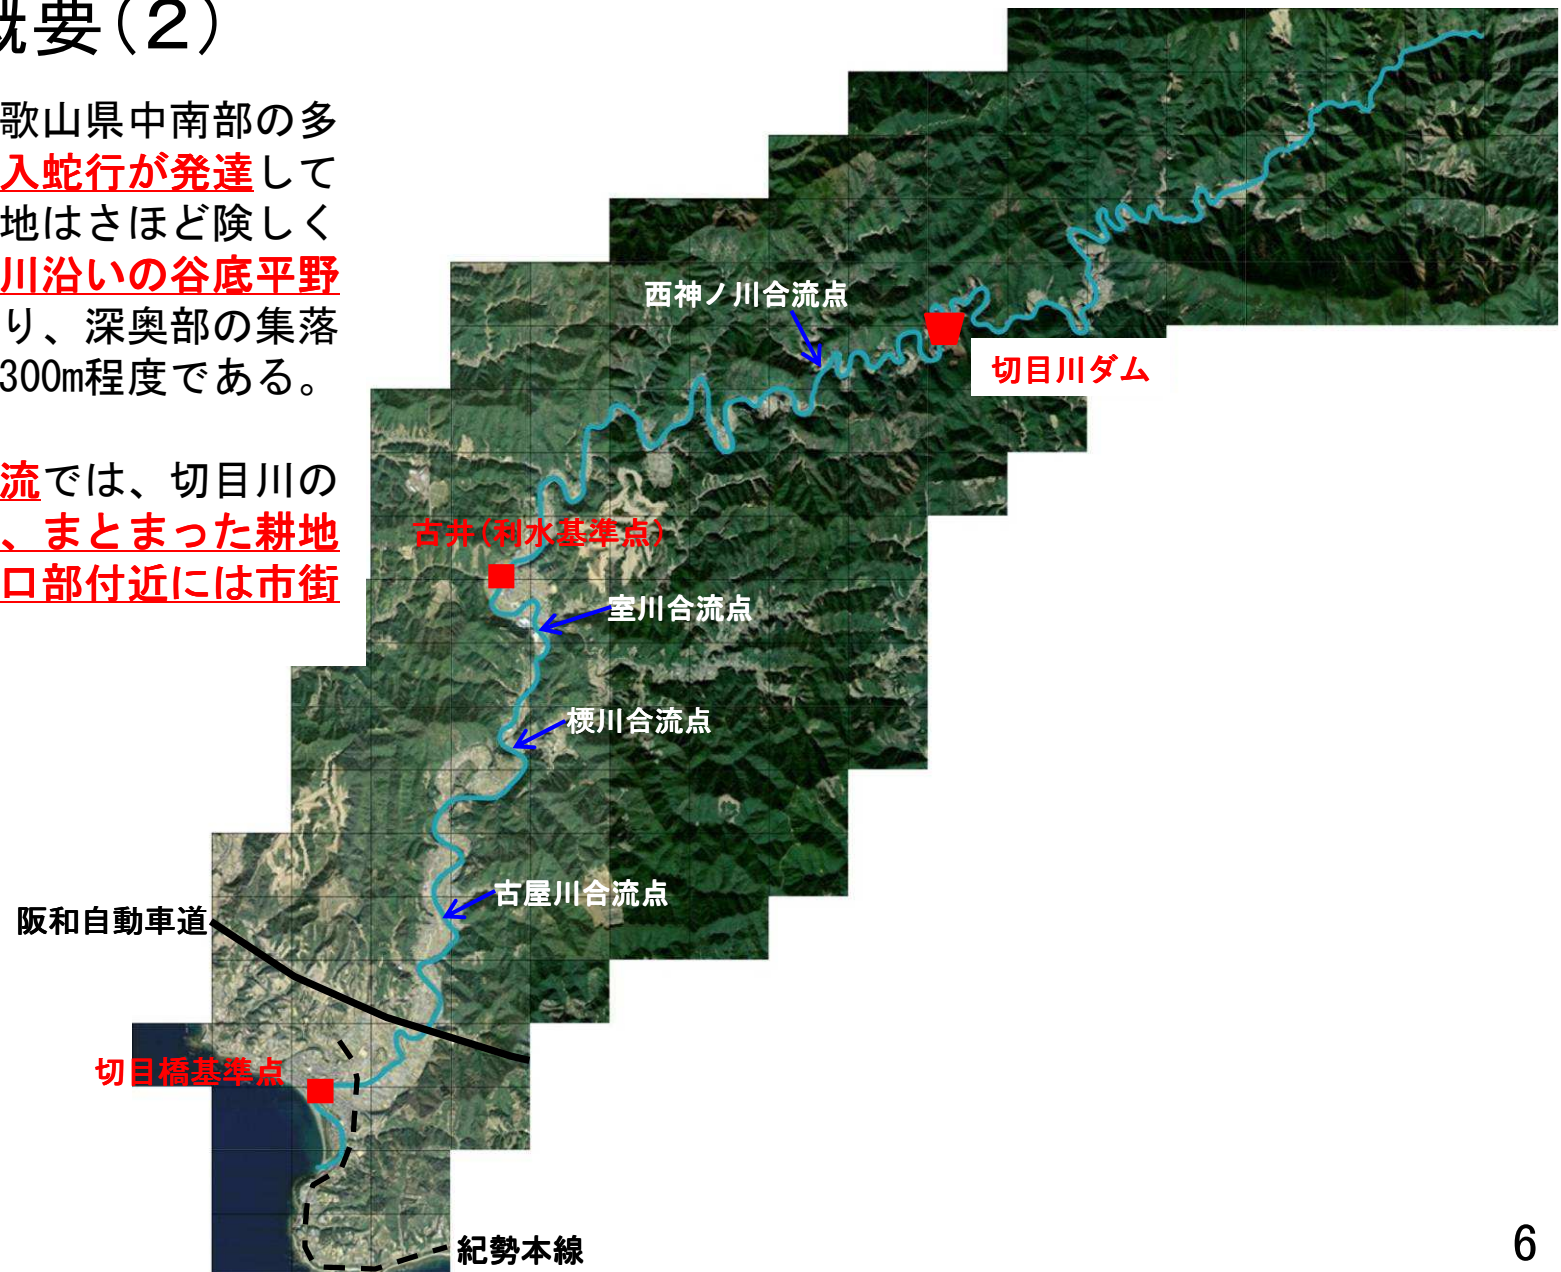 概要（２）
歌山県中南部の多
入蛇行が発達して
地はさほど険しく
川沿いの谷底平野
り、深奥部の集落
300m程度である。
流では、切目川の
、まとまった耕地
口部付近には市街
西神ノ川合流点
切目川ダム
古井(利水基準点)
室川合流点
樮川合流点
古屋川合流点
阪和自動車道
切目橋基準点
紀勢本線
6